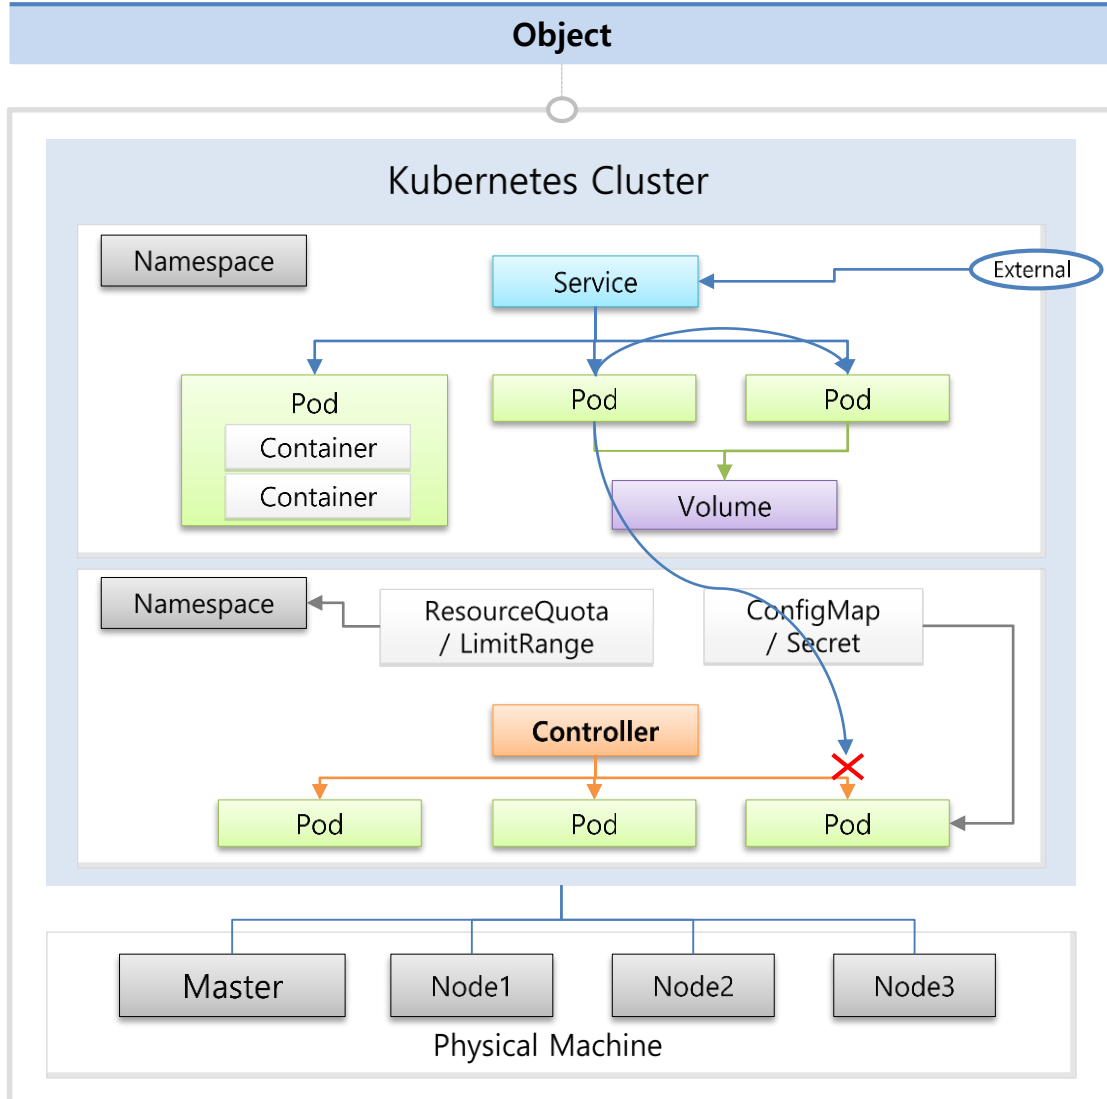 Object
Kubernetes Cluster
Namespace
Service
External
Pod
Container
Container
Pod
Pod
Volume
Namespace
ResourceQuota
/ LimitRange
ConfigMap
/ Secret
Controller
Pod
Pod
Pod
Master
Node1
Node2
Node3
Physical Machine